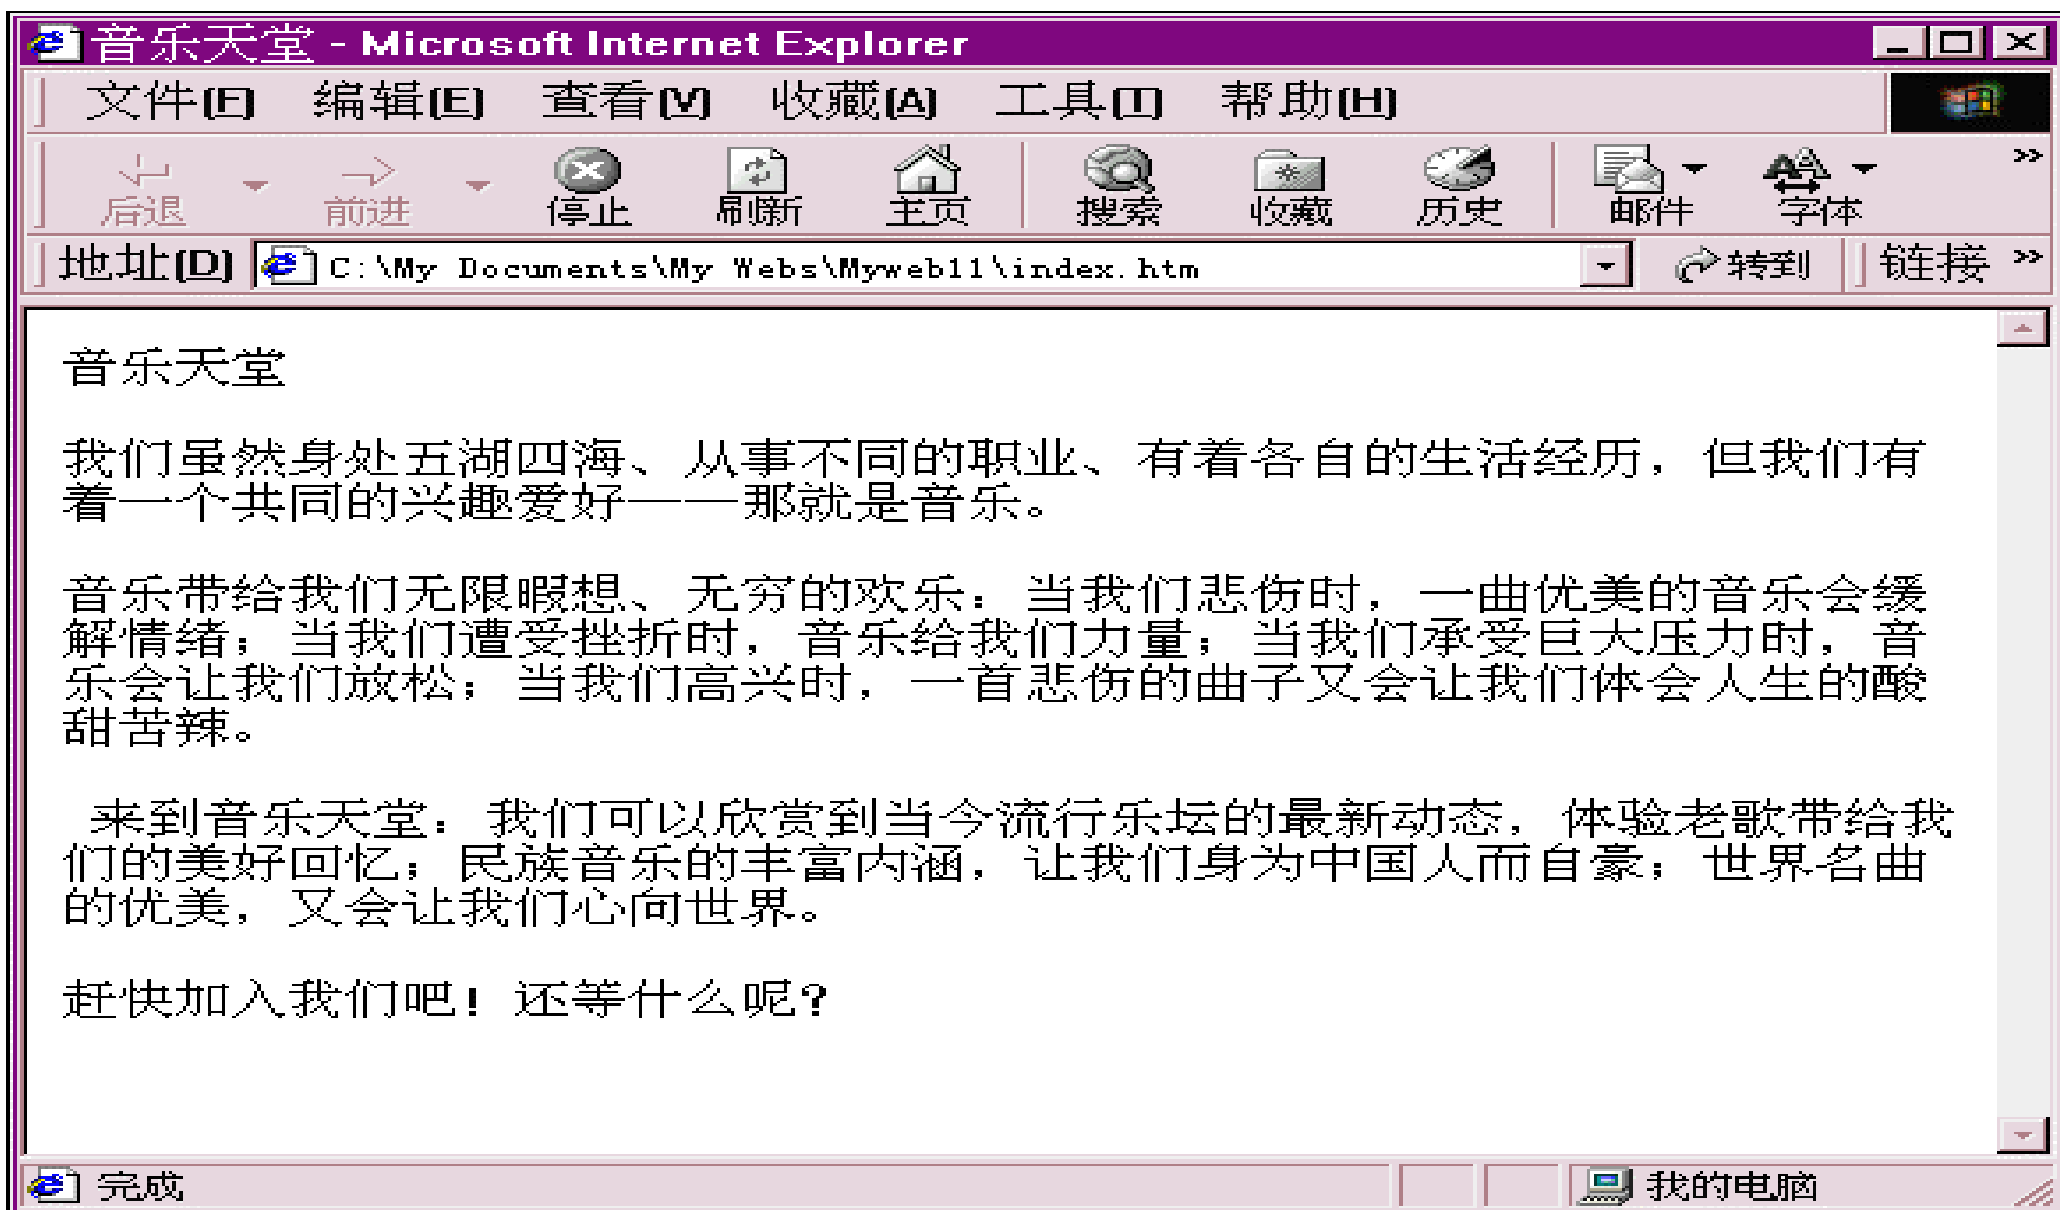 音乐天堂 - Microsoft Internet Explorer
文件(F) 编辑(E) 查看(V) 收藏(A) 工具(T) 帮助(H)
后退 前进 停止 刷新 主页 搜索 收藏 历史 邮件 字体 »
地址(D) C:\My Documents\My Webs\Myweb11\index.htm 转到 链接 »
音乐天堂
我们虽然身处五湖四海、从事不同的职业、有着各自的生活经历，但我们有
着一个共同的兴趣爱好——那就是音乐。
音乐带给我们无限暇想、无穷的欢乐：当我们悲伤时，一曲优美的音乐会缓
解情绪；当我们遭受挫折时，音乐给我们力量；当我们承受巨大压力时，音
乐会让我们放松；当我们高兴时，一首悲伤的曲子又会让我们体会人生的酸
甜苦辣。
来到音乐天堂：我们可以欣赏到当今流行乐坛的最新动态，体验老歌带给我
们的美好回忆；民族音乐的丰富内涵，让我们身为中国人而自豪；世界名曲
的优美，又会让我们心向世界。
赶快加入我们吧！还等什么呢？
完成 我的电脑